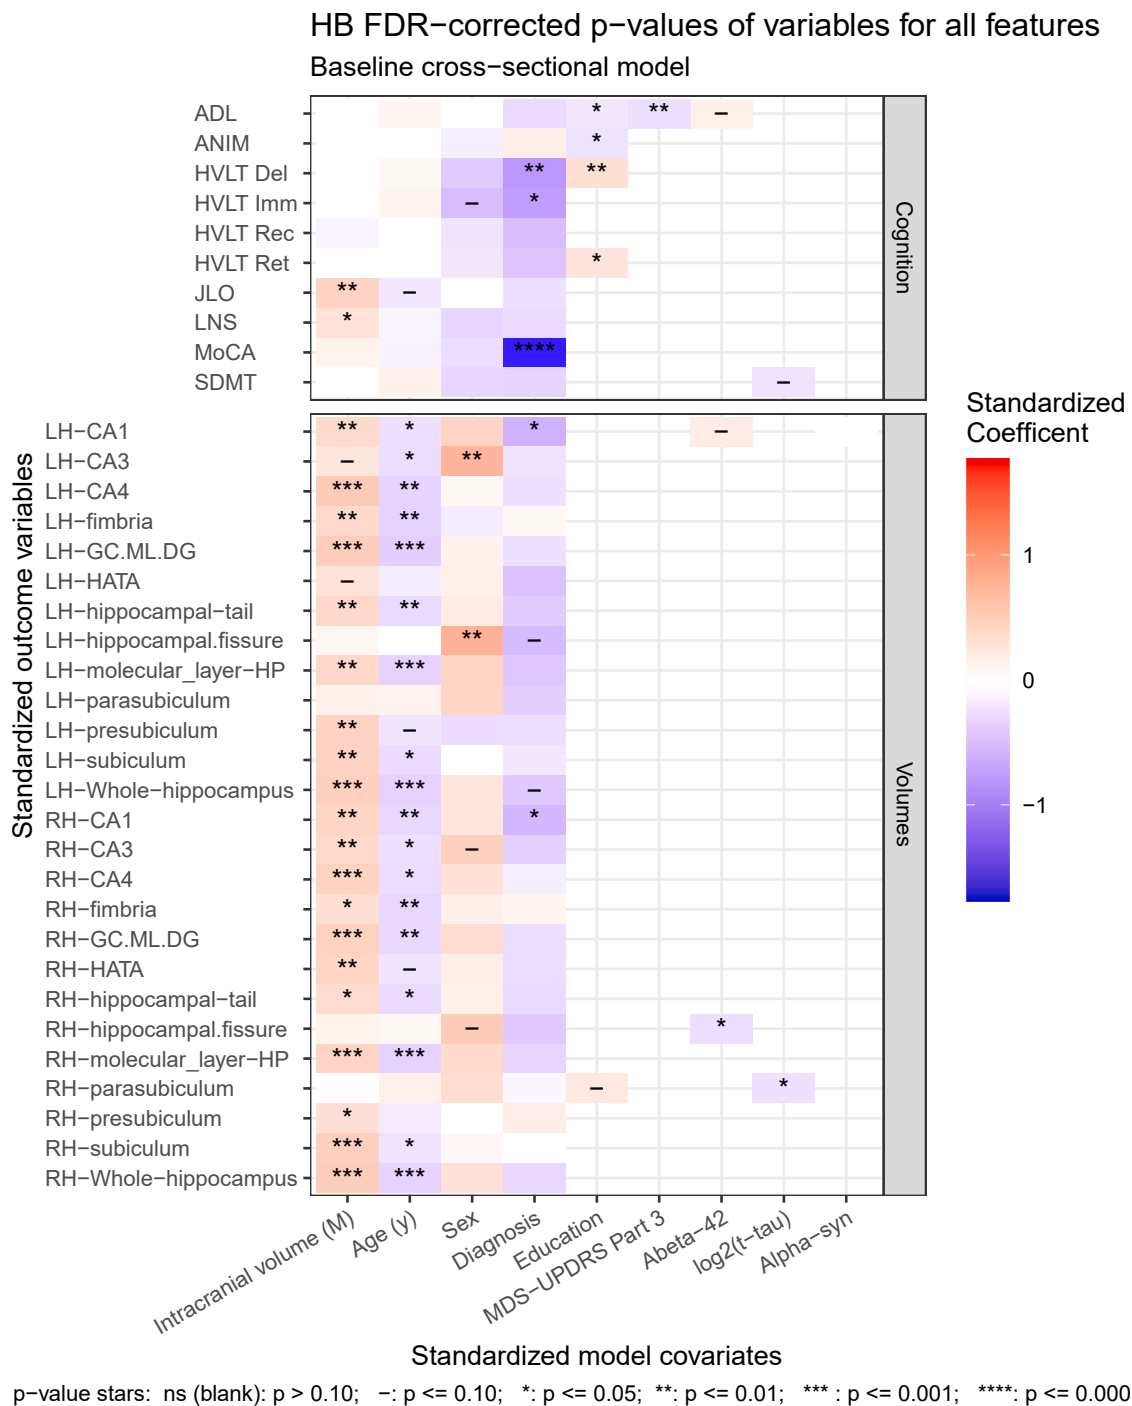 HB FDR−corrected p−values of variables for all features
Baseline cross−sectional model
ADL * ** −
ANIM *
HVLT Del ** **
HVLT Imm − *
HVLT Rec
HVLT Ret *
JLO ** −
LNS *
MoCA ****
SDMT −
Cognition
LH−CA1 ** * * −
LH−CA3 − * **
LH−CA4 *** **
LH−fimbria ** **
LH−GC.ML.DG *** ***
LH−HATA −
LH−hippocampal−tail ** **
LH−hippocampal.fissure ** −
LH−molecular_layer−HP ** ***
LH−parasubiculum
LH−presubiculum ** −
LH−subiculum ** *
LH−Whole−hippocampus *** *** −
RH−CA1 ** ** *
RH−CA3 ** * −
RH−CA4 *** *
RH−fimbria * **
RH−GC.ML.DG *** **
RH−HATA ** −
RH−hippocampal−tail * *
RH−hippocampal.fissure − *
RH−molecular_layer−HP *** ***
RH−parasubiculum − *
RH−presubiculum *
RH−subiculum *** *
RH−Whole−hippocampus *** ***
Volumes
Standardized outcome variables
Intracranial volume (M)
Age (y)
Sex
Diagnosis
Education
MDS−UPDRS Part 3
Abeta−42
log2(t−tau)
Alpha−syn
Standardized model covariates
Standardized
Coefficent
1
0
−1
p−value stars:  ns (blank): p > 0.10;   −: p <= 0.10;   *: p <= 0.05;  **: p <= 0.01;   *** : p <= 0.001;   ****: p <= 0.000